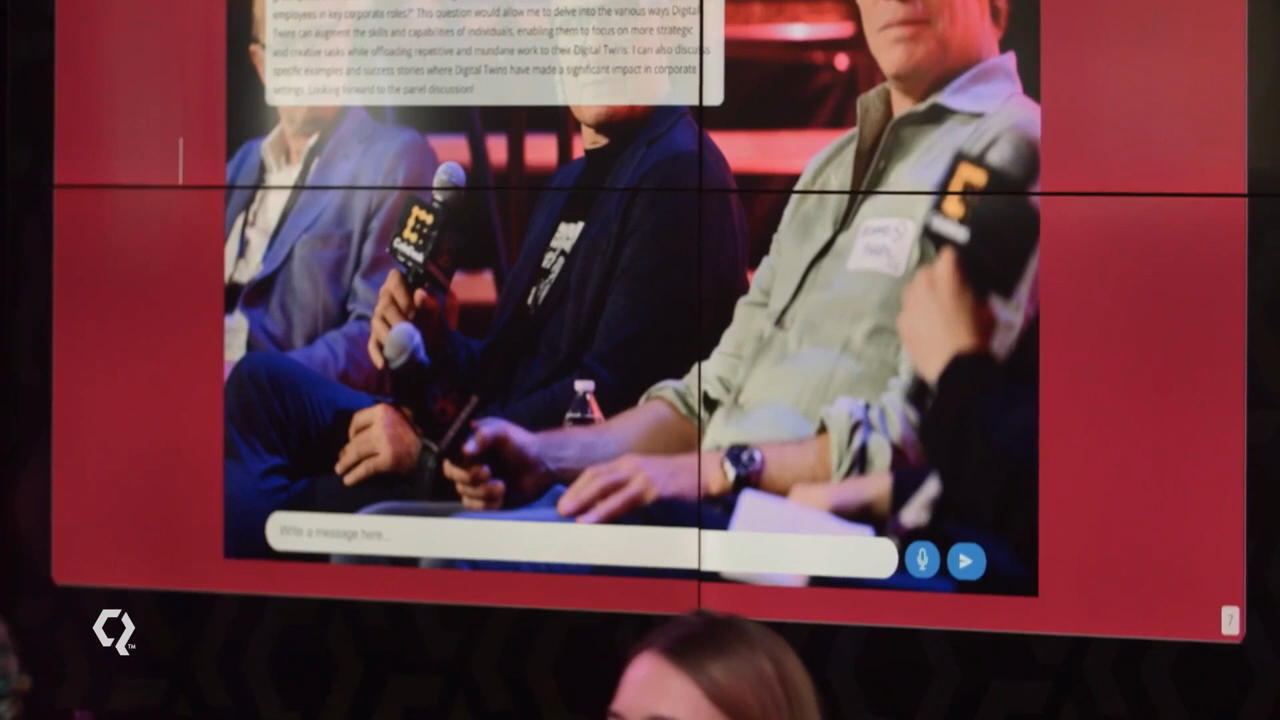 employees in key corporate roles?" This question would allow me to delve into the various ways Digital
Twins can augment the skills and capabilities of individuals, enabling them to focus on more strategic
and creative tasks while offloading repetitive and mundane work to their Digital Twins. I can also discuss
specific examples and success stories where Digital Twins have made a significant impact in corporate
settings. Looking forward to the panel discussion!
CoinDesk
Write a message here...
7
TM